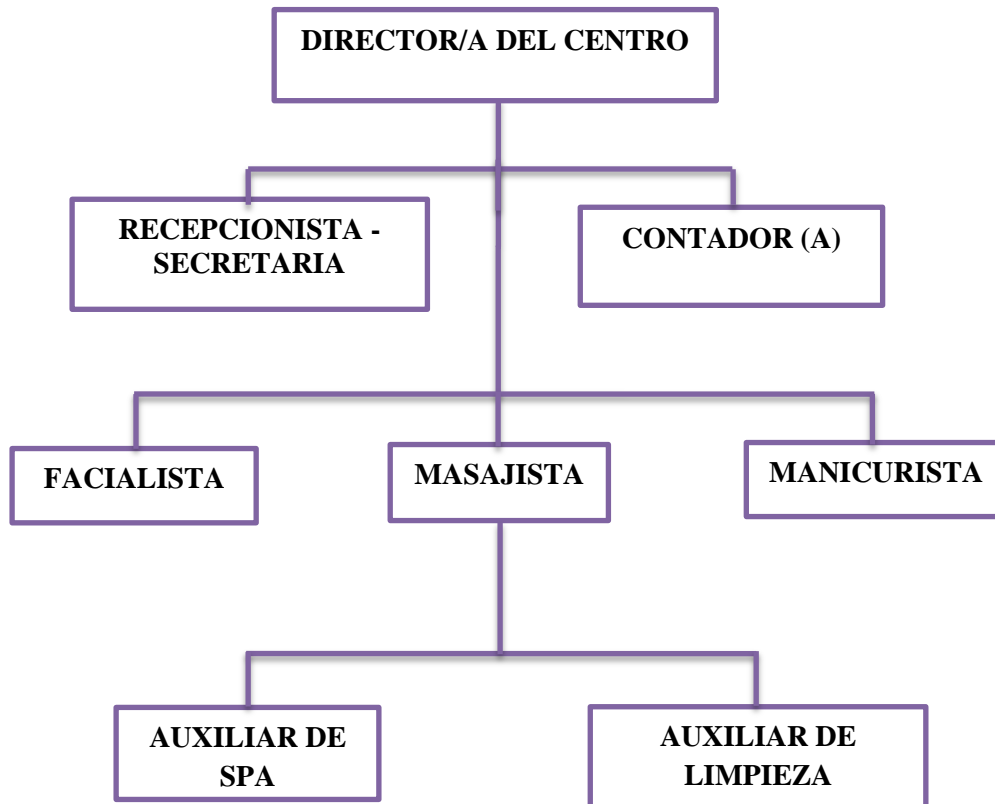 DIRECTOR/A DEL CENTRO
RECEPCIONISTA -
SECRETARIA
CONTADOR (A)
FACIALISTA
MASAJISTA
MANICURISTA
AUXILIAR DE
SPA
AUXILIAR DE
LIMPIEZA